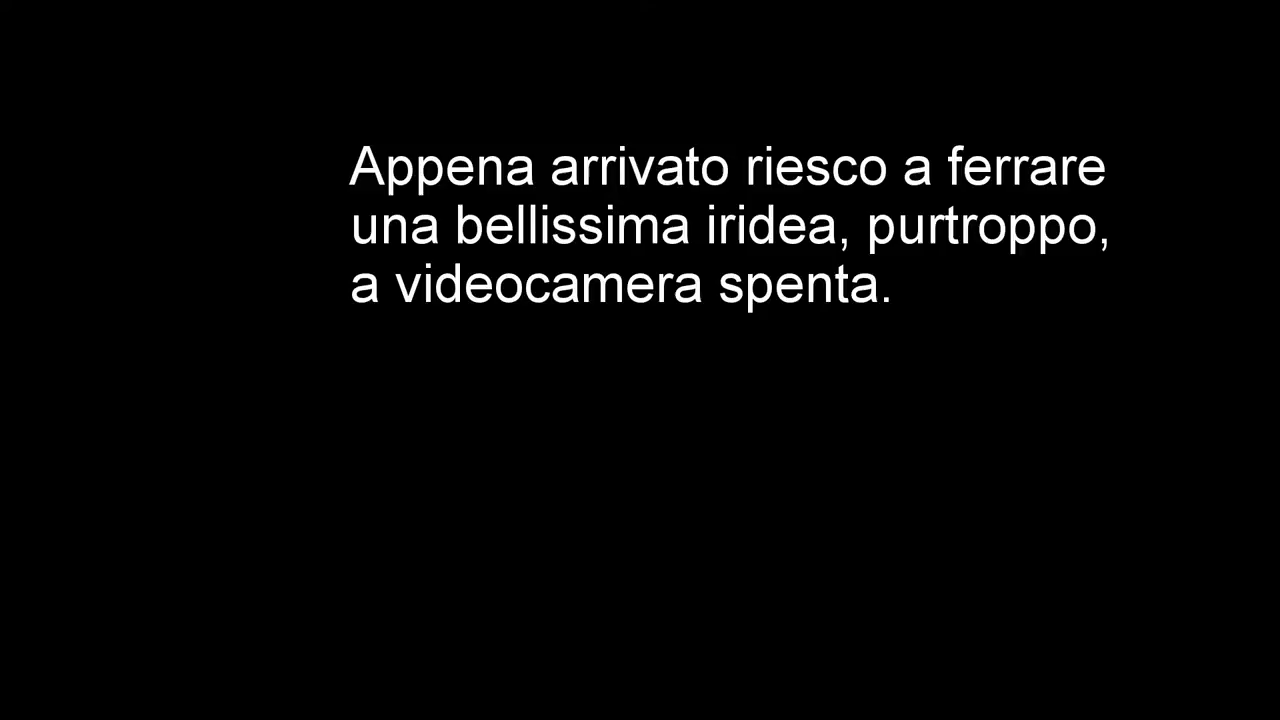 Appena arrivato riesco a ferrare
una bellissima iridea, purtroppo,
a videocamera spenta.